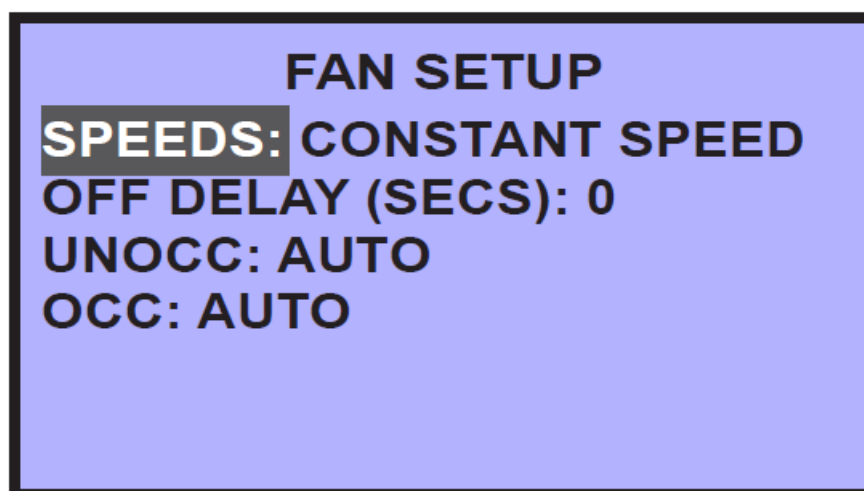 FAN SETUP
SPEEDS: CONSTANT SPEED
OFF DELAY (SECS): 0
UNOCC: AUTO
OCC: AUTO